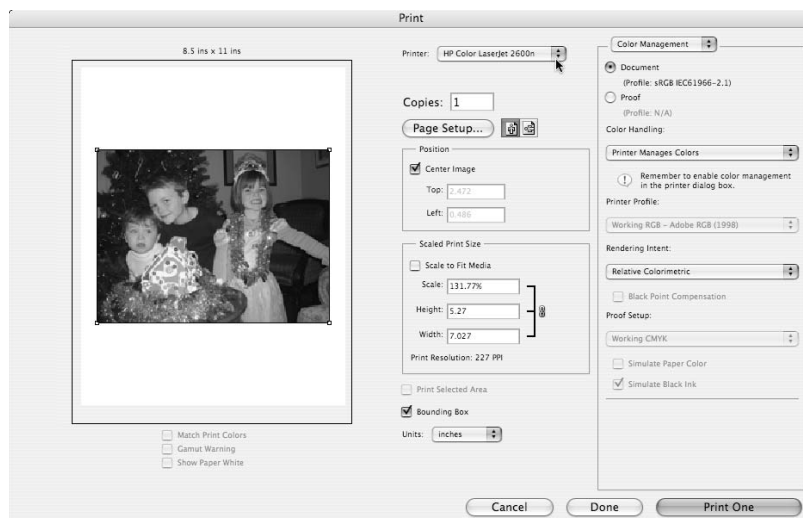 Print
8.5 ins x 11 ins
Match Print Colors
Gamut Warning
Show Paper White
Printer: HP Color LaserJet 2600n
Copies: 1
Page Setup...
Position
Center Image
Top: 2.472
Left: 0.486
Scaled Print Size
Scale to Fit Media
Scale: 131.77%
Height: 5.27
Width: 7.027
Print Resolution: 227 PPI
Print Selected Area
Bounding Box
Units: inches
Color Management
Document
(Profile: sRGB IEC61966-2.1)
Proof
(Profile: N/A)
Color Handling:
Printer Manages Colors
Remember to enable color management
in the printer dialog box.
Printer Profile:
Working RGB - Adobe RGB (1998)
Rendering Intent:
Relative Colorimetric
Black Point Compensation
Proof Setup:
Working CMYK
Simulate Paper Color
Simulate Black Ink
Cancel Done Print One